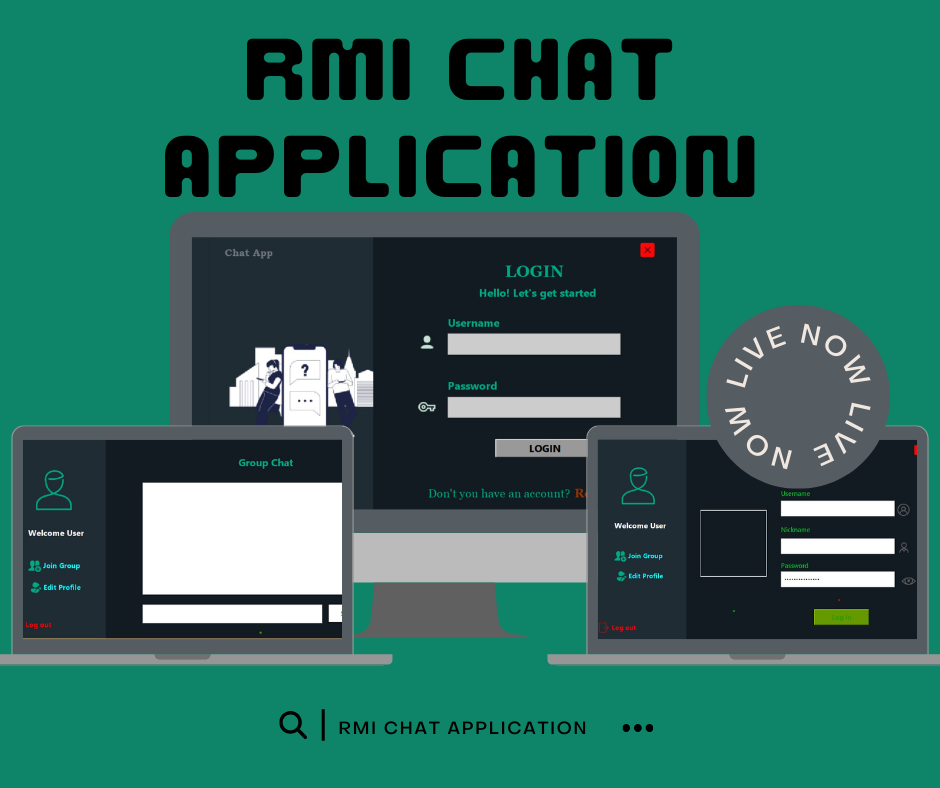 RMI CHAT
APPLICATION
Chat App
LOGIN
Hello! Let's get started
Username
Password
LOGIN
Don't you have an account?
LIVE NOW LIVE NOW
Group Chat
Welcome User
Join Group
Edit Profile
Log out
Username
Nickname
Password
Welcome User
Join Group
Edit Profile
Log out
RMI CHAT APPLICATION